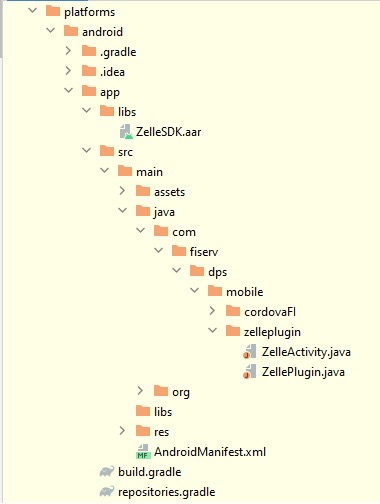 platforms
android
.gradle
.idea
app
libs
ZelleSDK.aar
src
main
assets
java
com
fiserv
dps
mobile
cordovaFI
zelleplugin
ZelleActivity.java
ZellePlugin.java
org
libs
res
MF AndroidManifest.xml
build.gradle
repositories.gradle